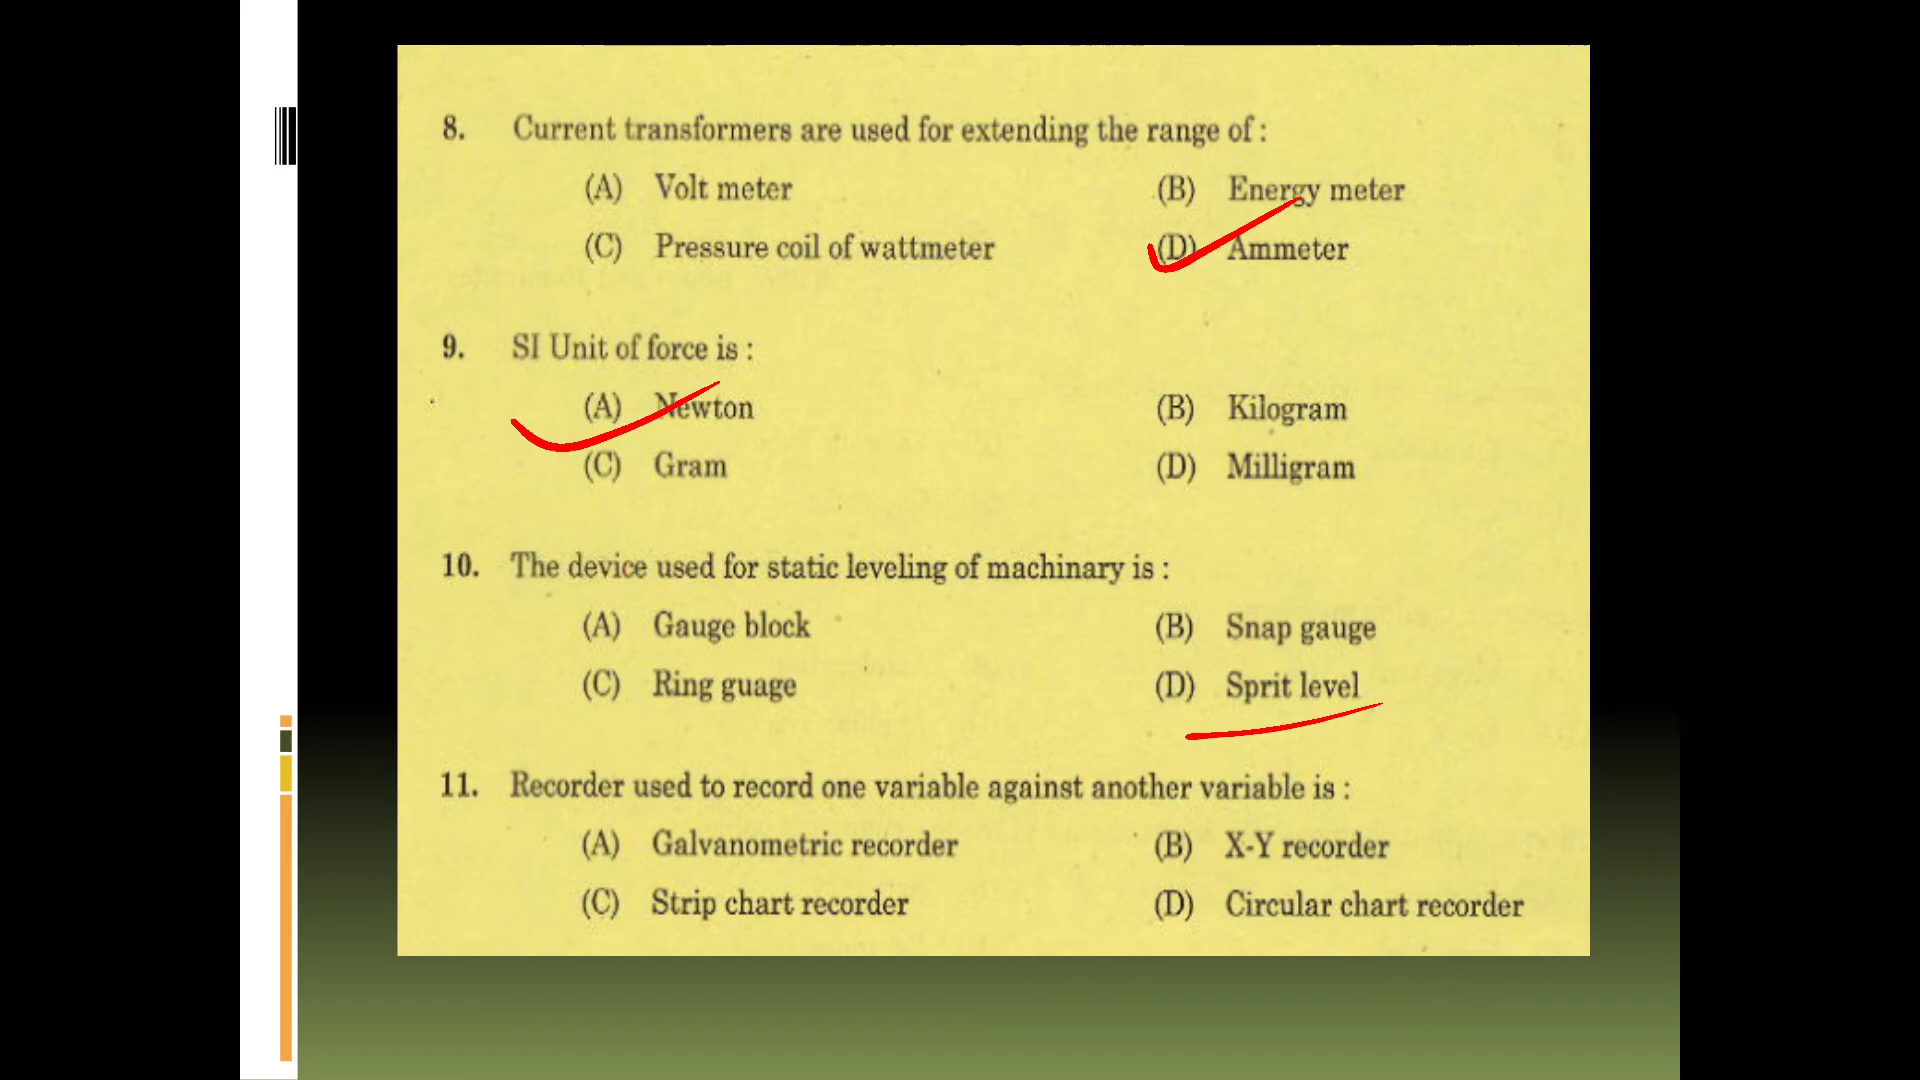 8. Current transformers are used for extending the range of :
(A) Volt meter (B) Energy meter
(C) Pressure coil of wattmeter (D) Ammeter
9. SI Unit of force is :
(A) Newton (B) Kilogram
(C) Gram (D) Milligram
10. The device used for static leveling of machinary is :
(A) Gauge block (B) Snap gauge
(C) Ring guage (D) Sprit level
11. Recorder used to record one variable against another variable is :
(A) Galvanometric recorder (B) X-Y recorder
(C) Strip chart recorder (D) Circular chart recorder